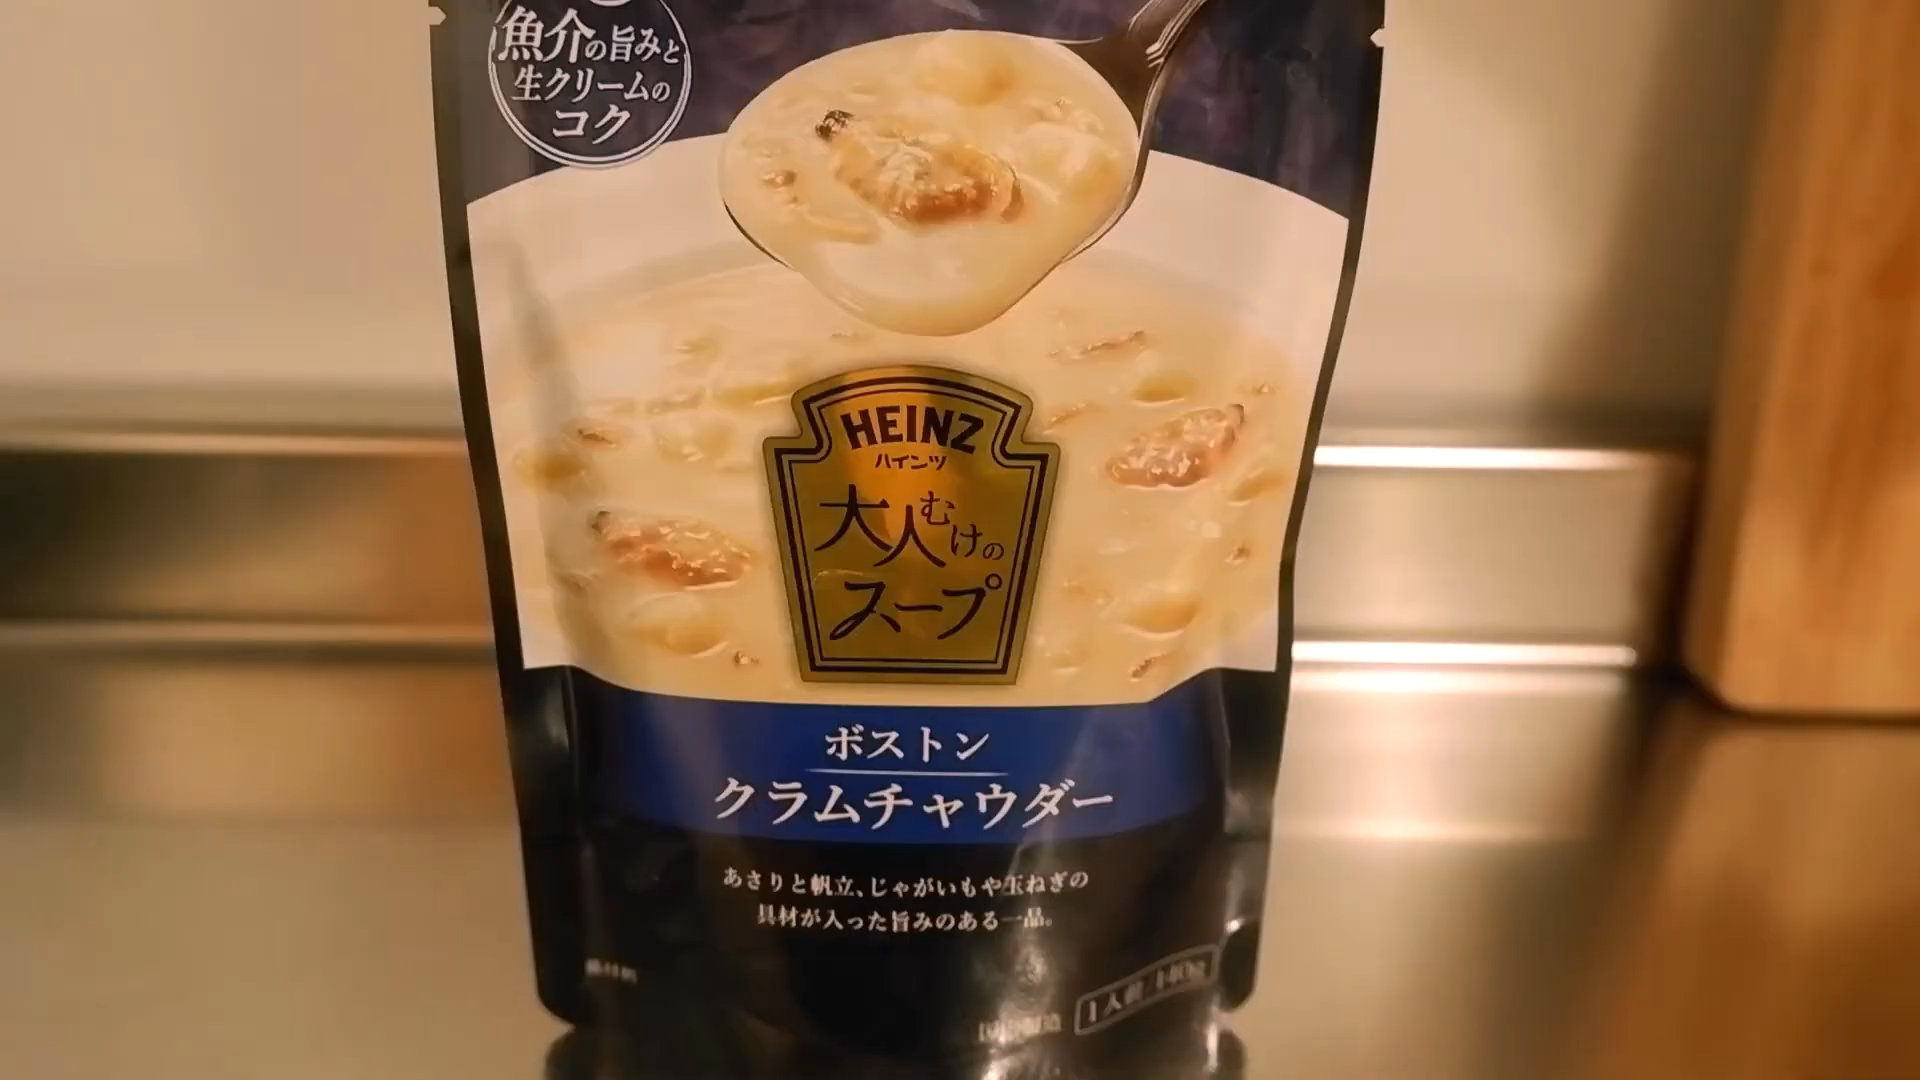 魚介の旨みと
生クリームの
コク
HEINZ
ハインツ
大人むけの
スープ
ボストン
クラムチャウダー
あさりと帆立、じゃがいもや玉ねぎの
具材が入った旨みのある一品。
1人前 140g